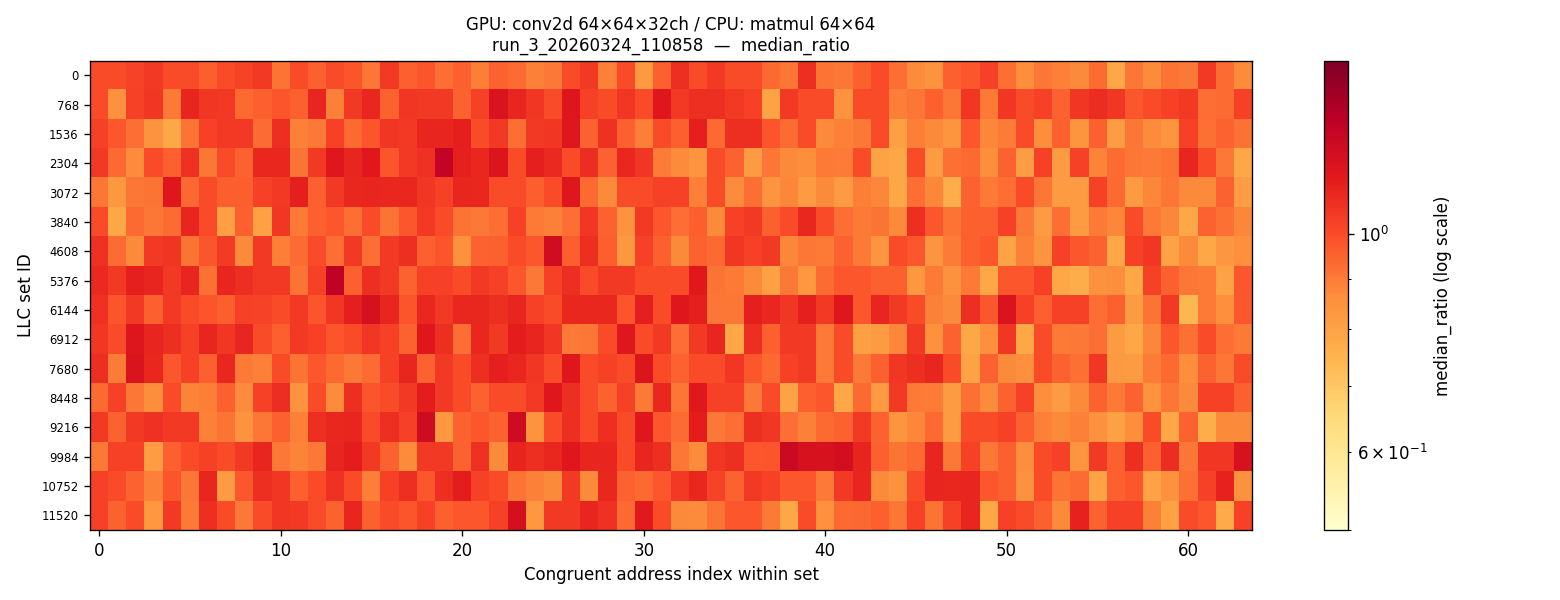 GPU: conv2d 64×64×32ch / CPU: matmul 64×64
run_3_20260324_110858 — median_ratio
LLC set ID
0
768
1536
2304
3072
3840
4608
5376
6144
6912
7680
8448
9216
9984
10752
11520
0 10 20 30 40 50 60
Congruent address index within set
10⁰
6 × 10⁻¹
median_ratio (log scale)